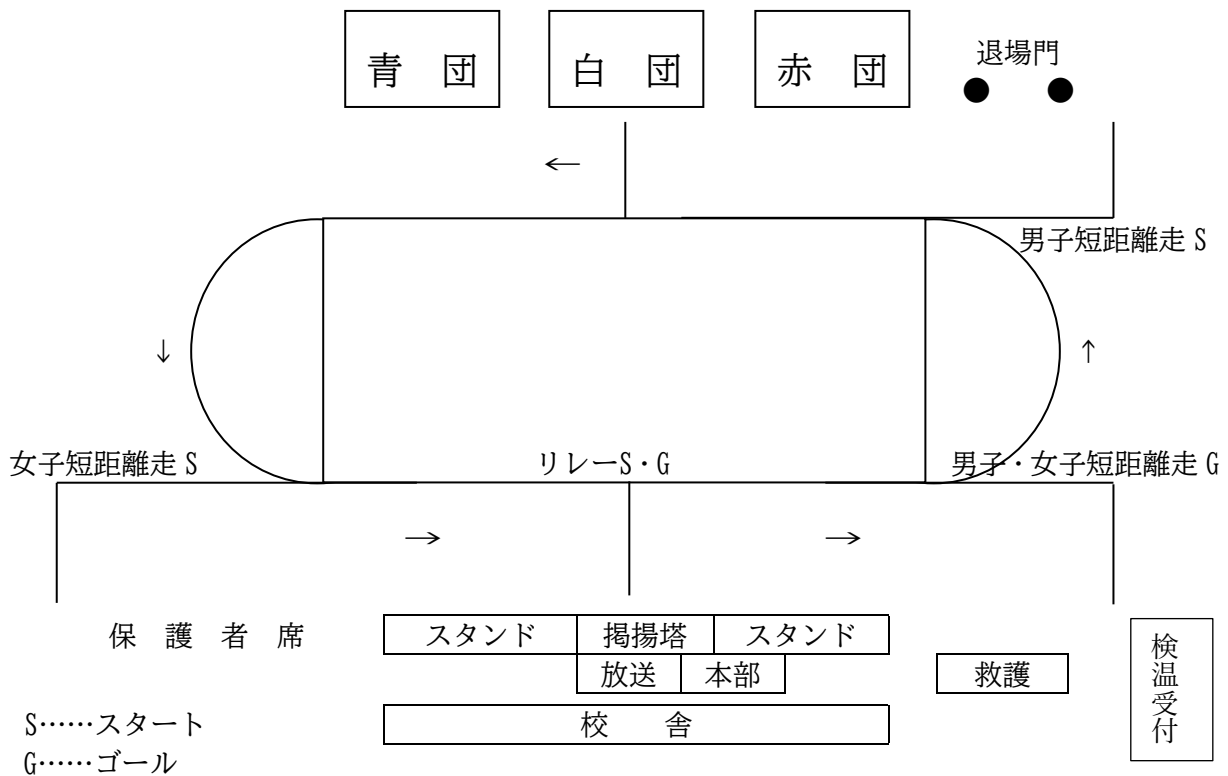 青　団
白　団
赤　団
退場門
●　●
←
男子短距離走 S
↓
↑
女子短距離走 S
リレーS・G
男子・女子短距離走 G
→
→
保　護　者　席
スタンド
掲揚塔
スタンド
放送
本部
救護
検温受付
S……スタート
校　　舎
G……ゴール